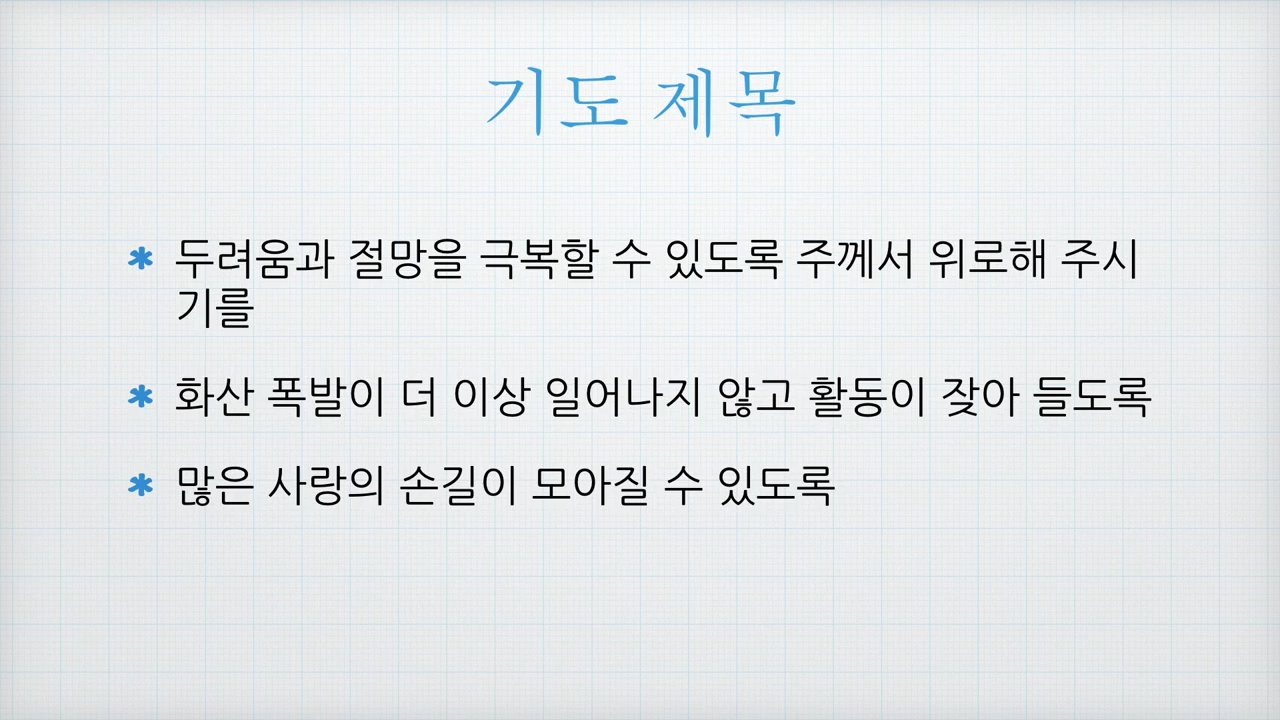 기도 제목
* 두려움과 절망을 극복할 수 있도록 주께서 위로해 주시
기를
* 화산 폭발이 더 이상 일어나지 않고 활동이 잦아 들도록
* 많은 사랑의 손길이 모아질 수 있도록